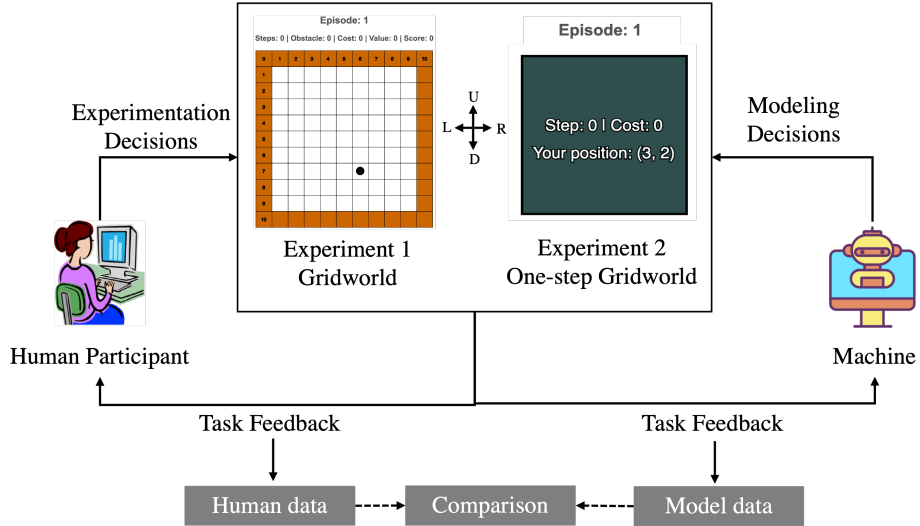 Episode: 1
Steps: 0 | Obstacle: 0 | Cost: 0 | Value: 0 | Score: 0
0 1 2 3 4 5 6 7 8 9 10
1
2
3
4
5
6
7
8
9
10
Episode: 1
Step: 0 | Cost: 0
Your position: (3, 2)
U
L
R
D
Experimentation
Decisions
Modeling
Decisions
Experiment 1
Gridworld
Experiment 2
One-step Gridworld
Human Participant
Machine
Task Feedback
Task Feedback
Human data
Comparison
Model data